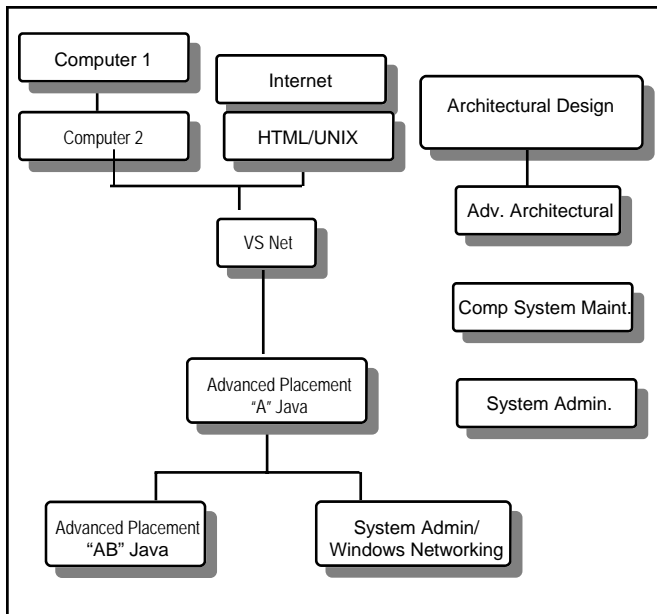 Computer 1
Internet
Architectural Design
Computer 2
HTML/UNIX
Adv. Architectural
VS Net
Comp System Maint.
Advanced Placement
“A” Java
System Admin.
Advanced Placement
“AB” Java
System Admin/
Windows Networking